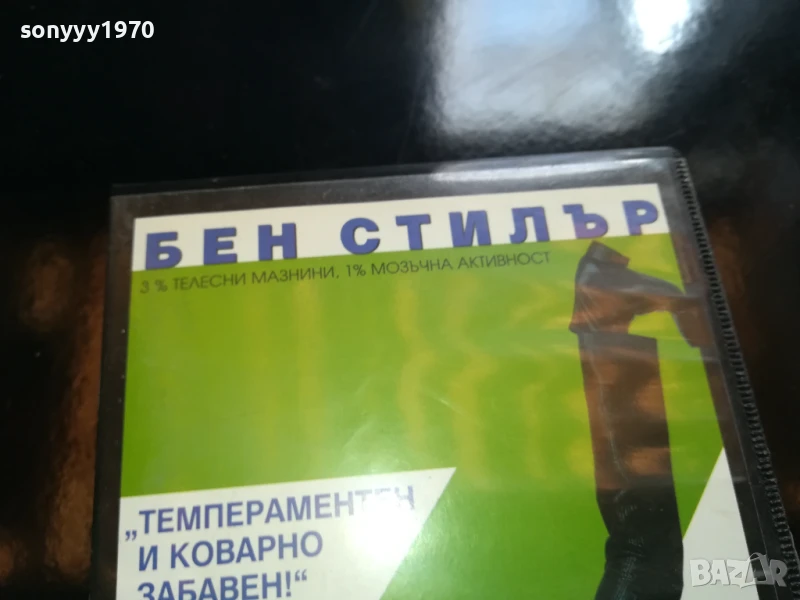 sonyyy1970
БЕН СТИЛЪР
3 % ТЕЛЕСНИ МАЗНИНИ, 1% МОЗЪЧНА АКТИВНОСТ
„ТЕМПЕРАМЕНТЕН
И КОВАРНО
ЗАБАВЕН!“
BAZAR